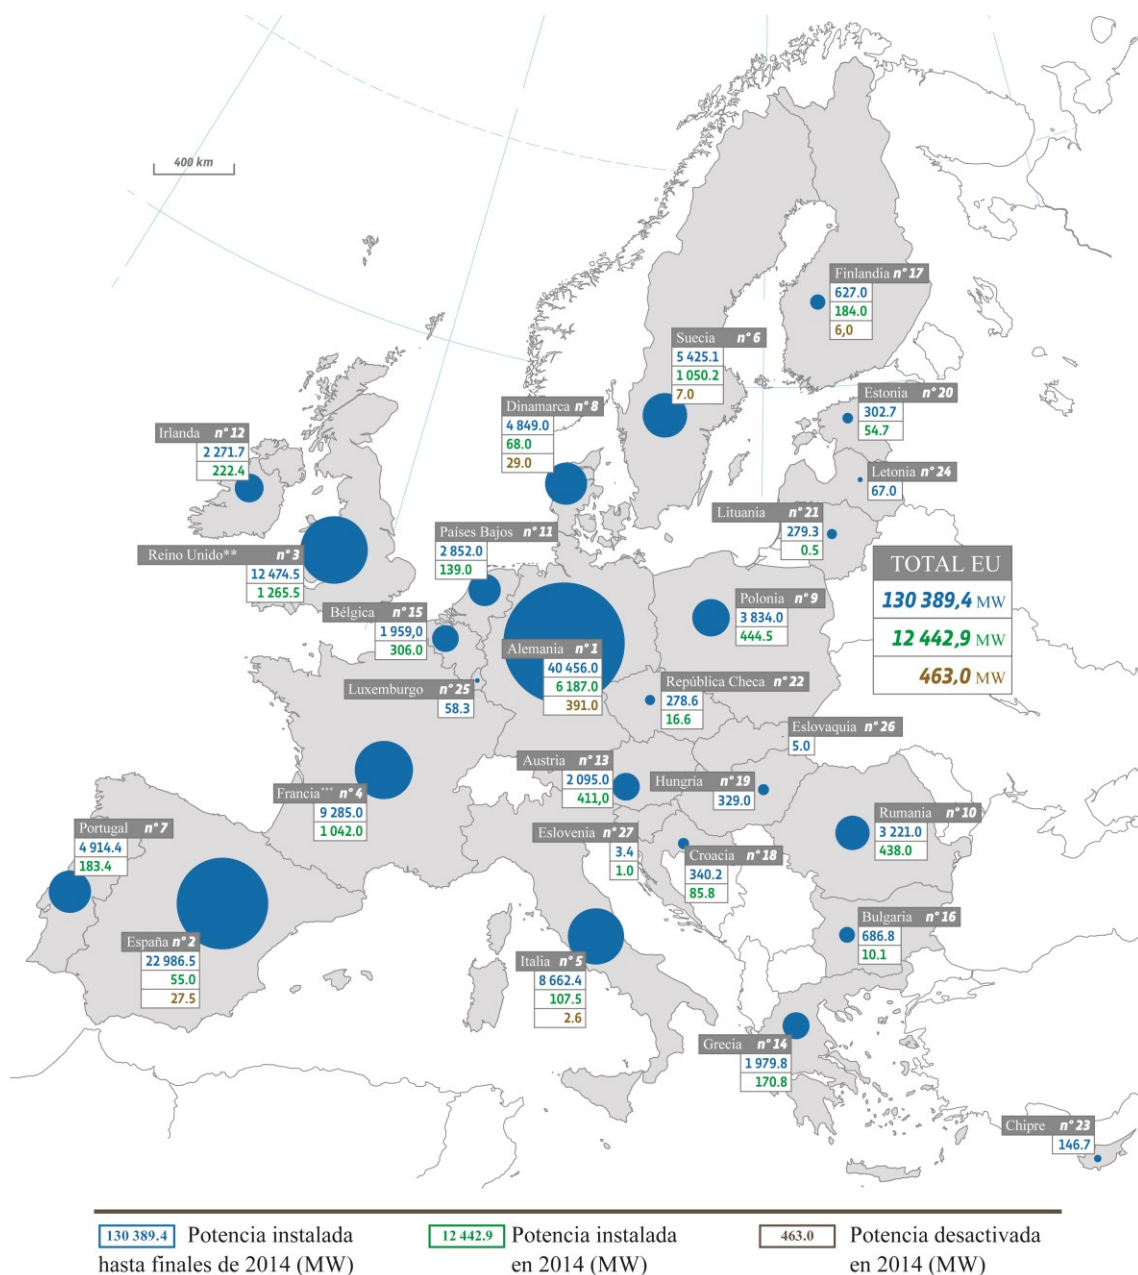 400 km
Finlandia n° 17
627.0
184.0
6,0
Suecia n° 6
5 425.1
1 050.2
7.0
Estonia n° 20
302.7
54.7
Dinamarca n° 8
4 849.0
68.0
29.0
Irlanda n° 12
2 271.7
222.4
Letonia n° 24
67.0
Lituania n° 21
279.3
0.5
Países Bajos n° 11
2 852.0
139.0
Reino Unido** n° 3
12 474.5
1 265.5
TOTAL EU
130 389,4 MW
12 442,9 MW
463,0 MW
Polonia n° 9
3 834.0
444.5
Bélgica n° 15
1 959,0
306.0
Alemania n° 1
40 456.0
6 187.0
391.0
República Checa n° 22
278.6
16.6
Luxemburgo n° 25
58.3
Eslovaquia n° 26
5.0
Austria n° 13
2 095.0
411,0
Hungría n° 19
329.0
Francia*** n° 4
9 285.0
1 042.0
Rumania n° 10
3 221.0
438.0
Portugal n° 7
4 914.4
183.4
Eslovenia n° 27
3.4
1.0
Croacia n° 18
340.2
85.8
Bulgaria n° 16
686.8
10.1
España n° 2
22 986.5
55.0
27.5
Italia n° 5
8 662.4
107.5
2.6
Grecia n° 14
1 979.8
170.8
Chipre n° 23
146.7
130 389.4 Potencia instalada
hasta finales de 2014 (MW)
12 442.9 Potencia instalada
en 2014 (MW)
463.0 Potencia desactivada
en 2014 (MW)